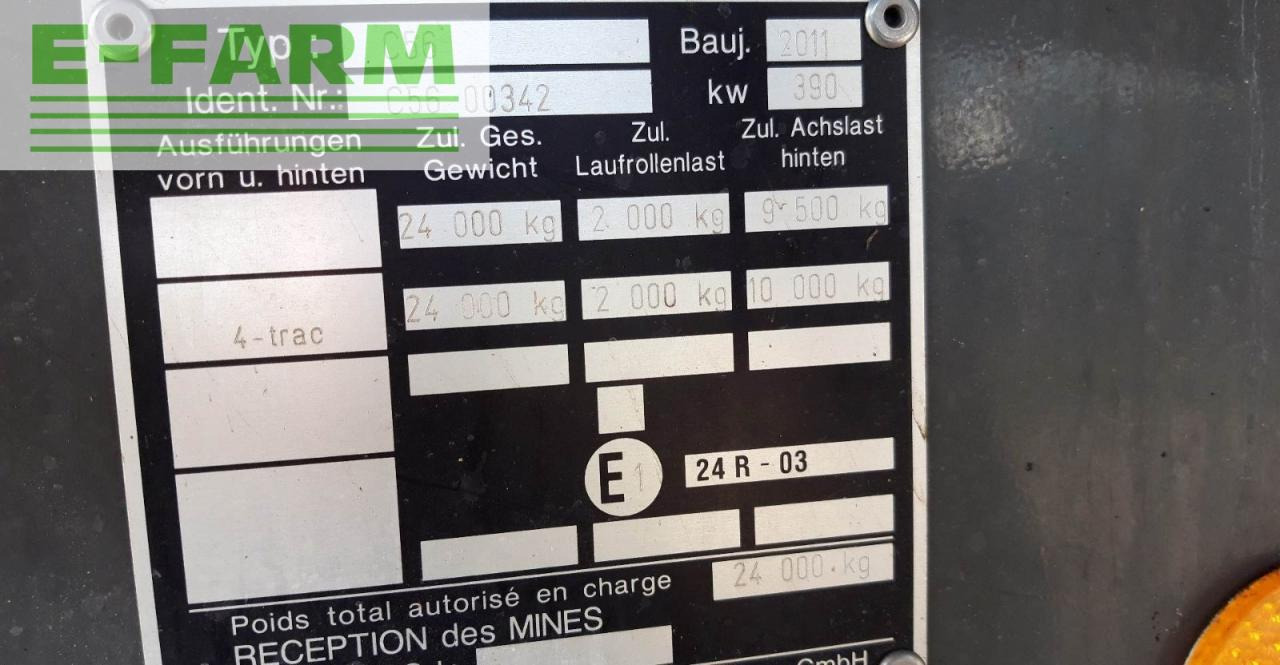 E-FARM
Typ C56 Bauj. 2011
Ident. Nr.: C56 00342 kw 390
Ausführungen vorn u. hinten
Zul. Ges. Gewicht
Zul. Laufrollenlast
Zul. Achslast hinten
24 000 kg 2 000 kg 9 500 kg
4-trac 24 000 kg 2 000 kg 10 000 kg
E1 24 R - 03
Poids total autorisé en charge 24 000 kg
RECEPTION des MINES
GmbH